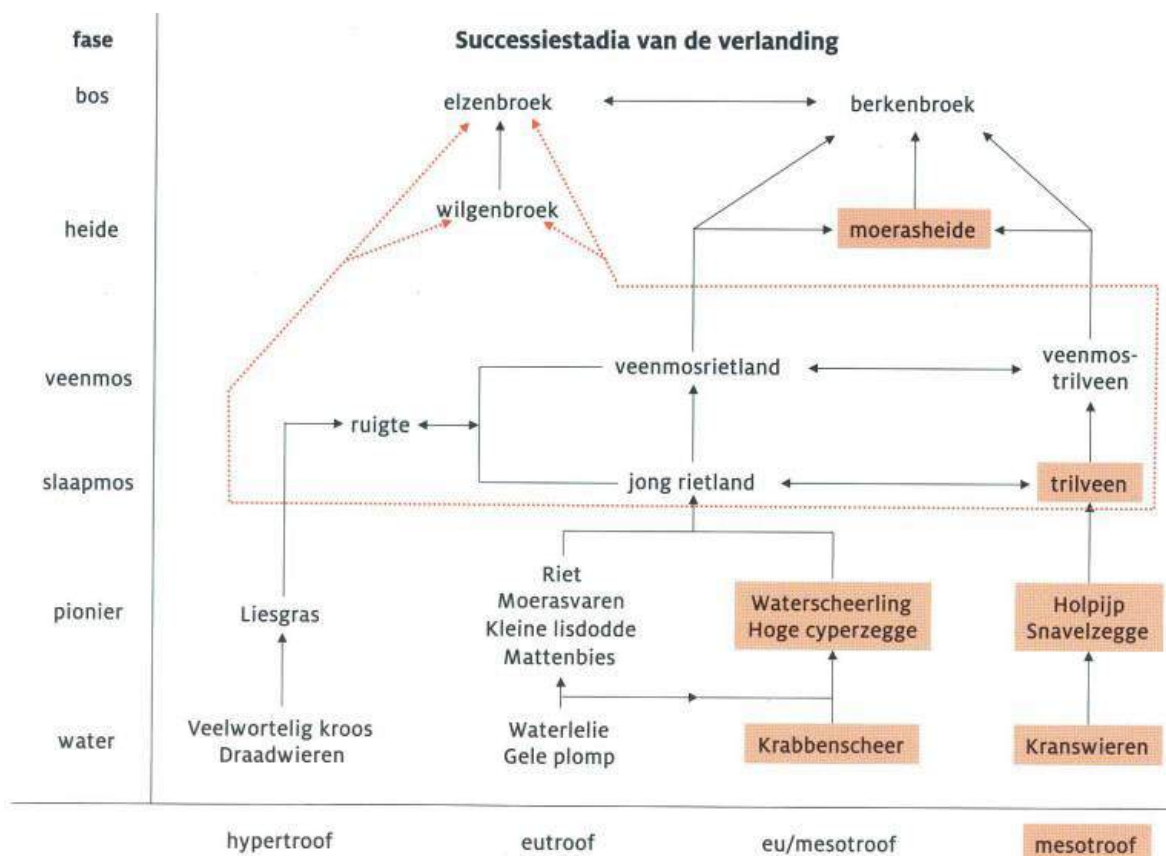 fase
Successiestadia van de verlanding
bos
elzenbroek
berkenbroek
heide
wilgenbroek
moerasheide
veenmos
veenmosrietland
veenmos-
trilveen
ruigte
slaapmos
jong rietland
trilveen
pionier
Liesgras
Riet
Moerasvaren
Kleine lisdodde
Mattenbies
Waterscheerling
Hoge cyperzegge
Holpijp
Snavelzegge
water
Veelwortelig kroos
Draadwieren
Waterlelie
Gele plomp
Krabbenscheer
Kranswieren
hypertroof
eutroof
eu/mesotroof
mesotroof